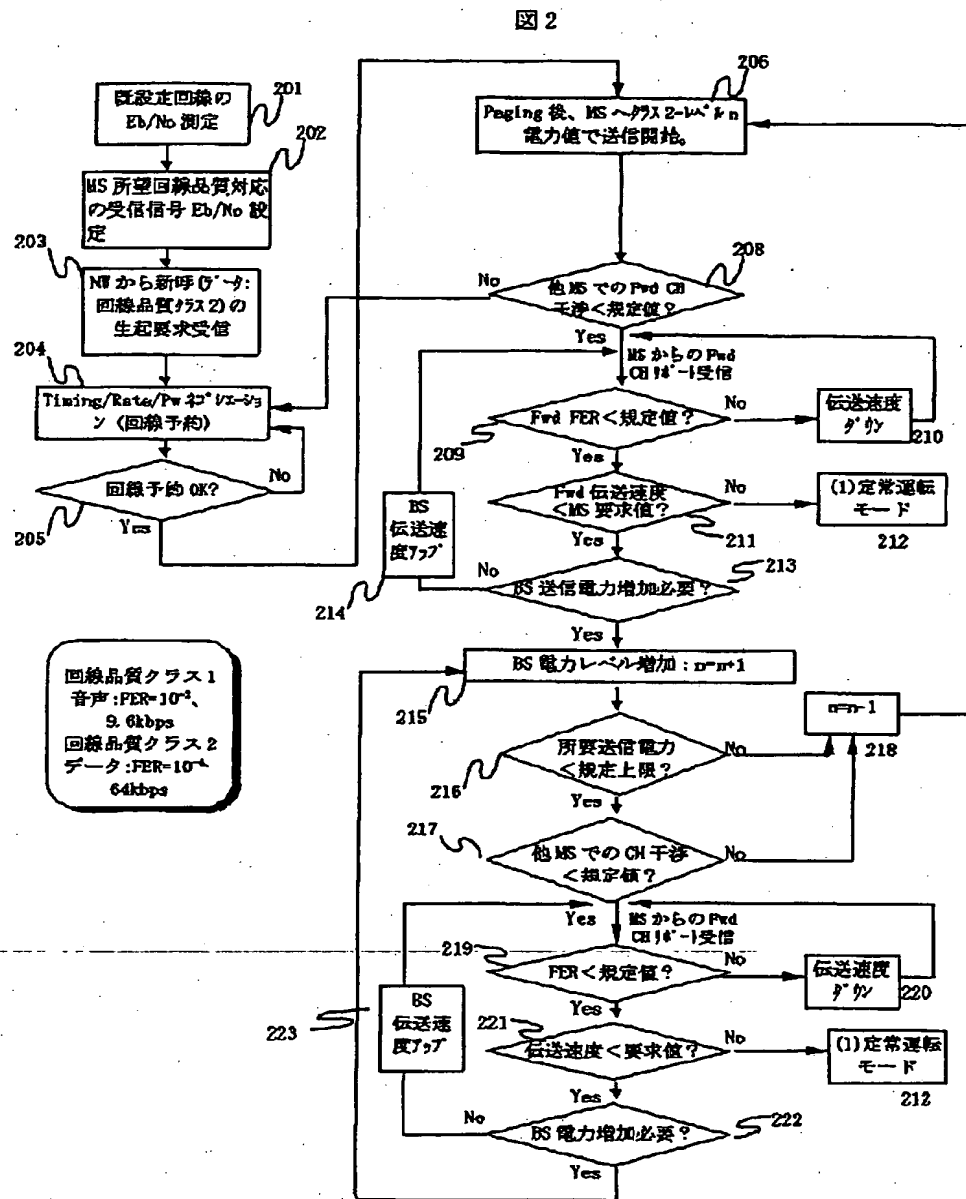 図2
既設定回線の
Eb/No 測定
201
MS 所望回線品質対応
の受信信号 Eb/No 設
定
202
203
NWから新呼(データ:
回線品質クラス2)の
生起要求受信
204
Timing/Rate/Pwネゴシエーショ
ン(回線予約)
回線予約 OK?
No
Yes
205
回線品質クラス1
音声:FER=10⁻²、
9.6kbps
回線品質クラス2
データ:FER=10⁻⁴、
64kbps
206
Paging 後、MS へクラス2-レベル n
電力値で送信開始。
208
他 MS での Fwd CH
干渉<規定値?
No
Yes
MS からの Fwd
CH リポート受信
Fwd FER<規定値?
No
209
Yes
伝送速度
ダウン
210
Fwd 伝送速度
<MS 要求値?
No
211
Yes
(1)定常運転
モード
212
BS
伝送速
度アップ
214
BS 送信電力増加必要?
213
No
Yes
BS 電力レベル増加:n=n+1
215
所要送信電力
<規定上限?
No
216
Yes
n=n-1
218
217
他 MS での CH 干渉
<規定値?
No
Yes
MS からの Fwd
CH リポート受信
219
FER<規定値?
No
Yes
伝送速度
ダウン
220
BS
伝送速
度アップ
223
221
伝送速度<要求値?
No
Yes
(1)定常運転
モード
212
BS 電力増加必要?
222
No
Yes